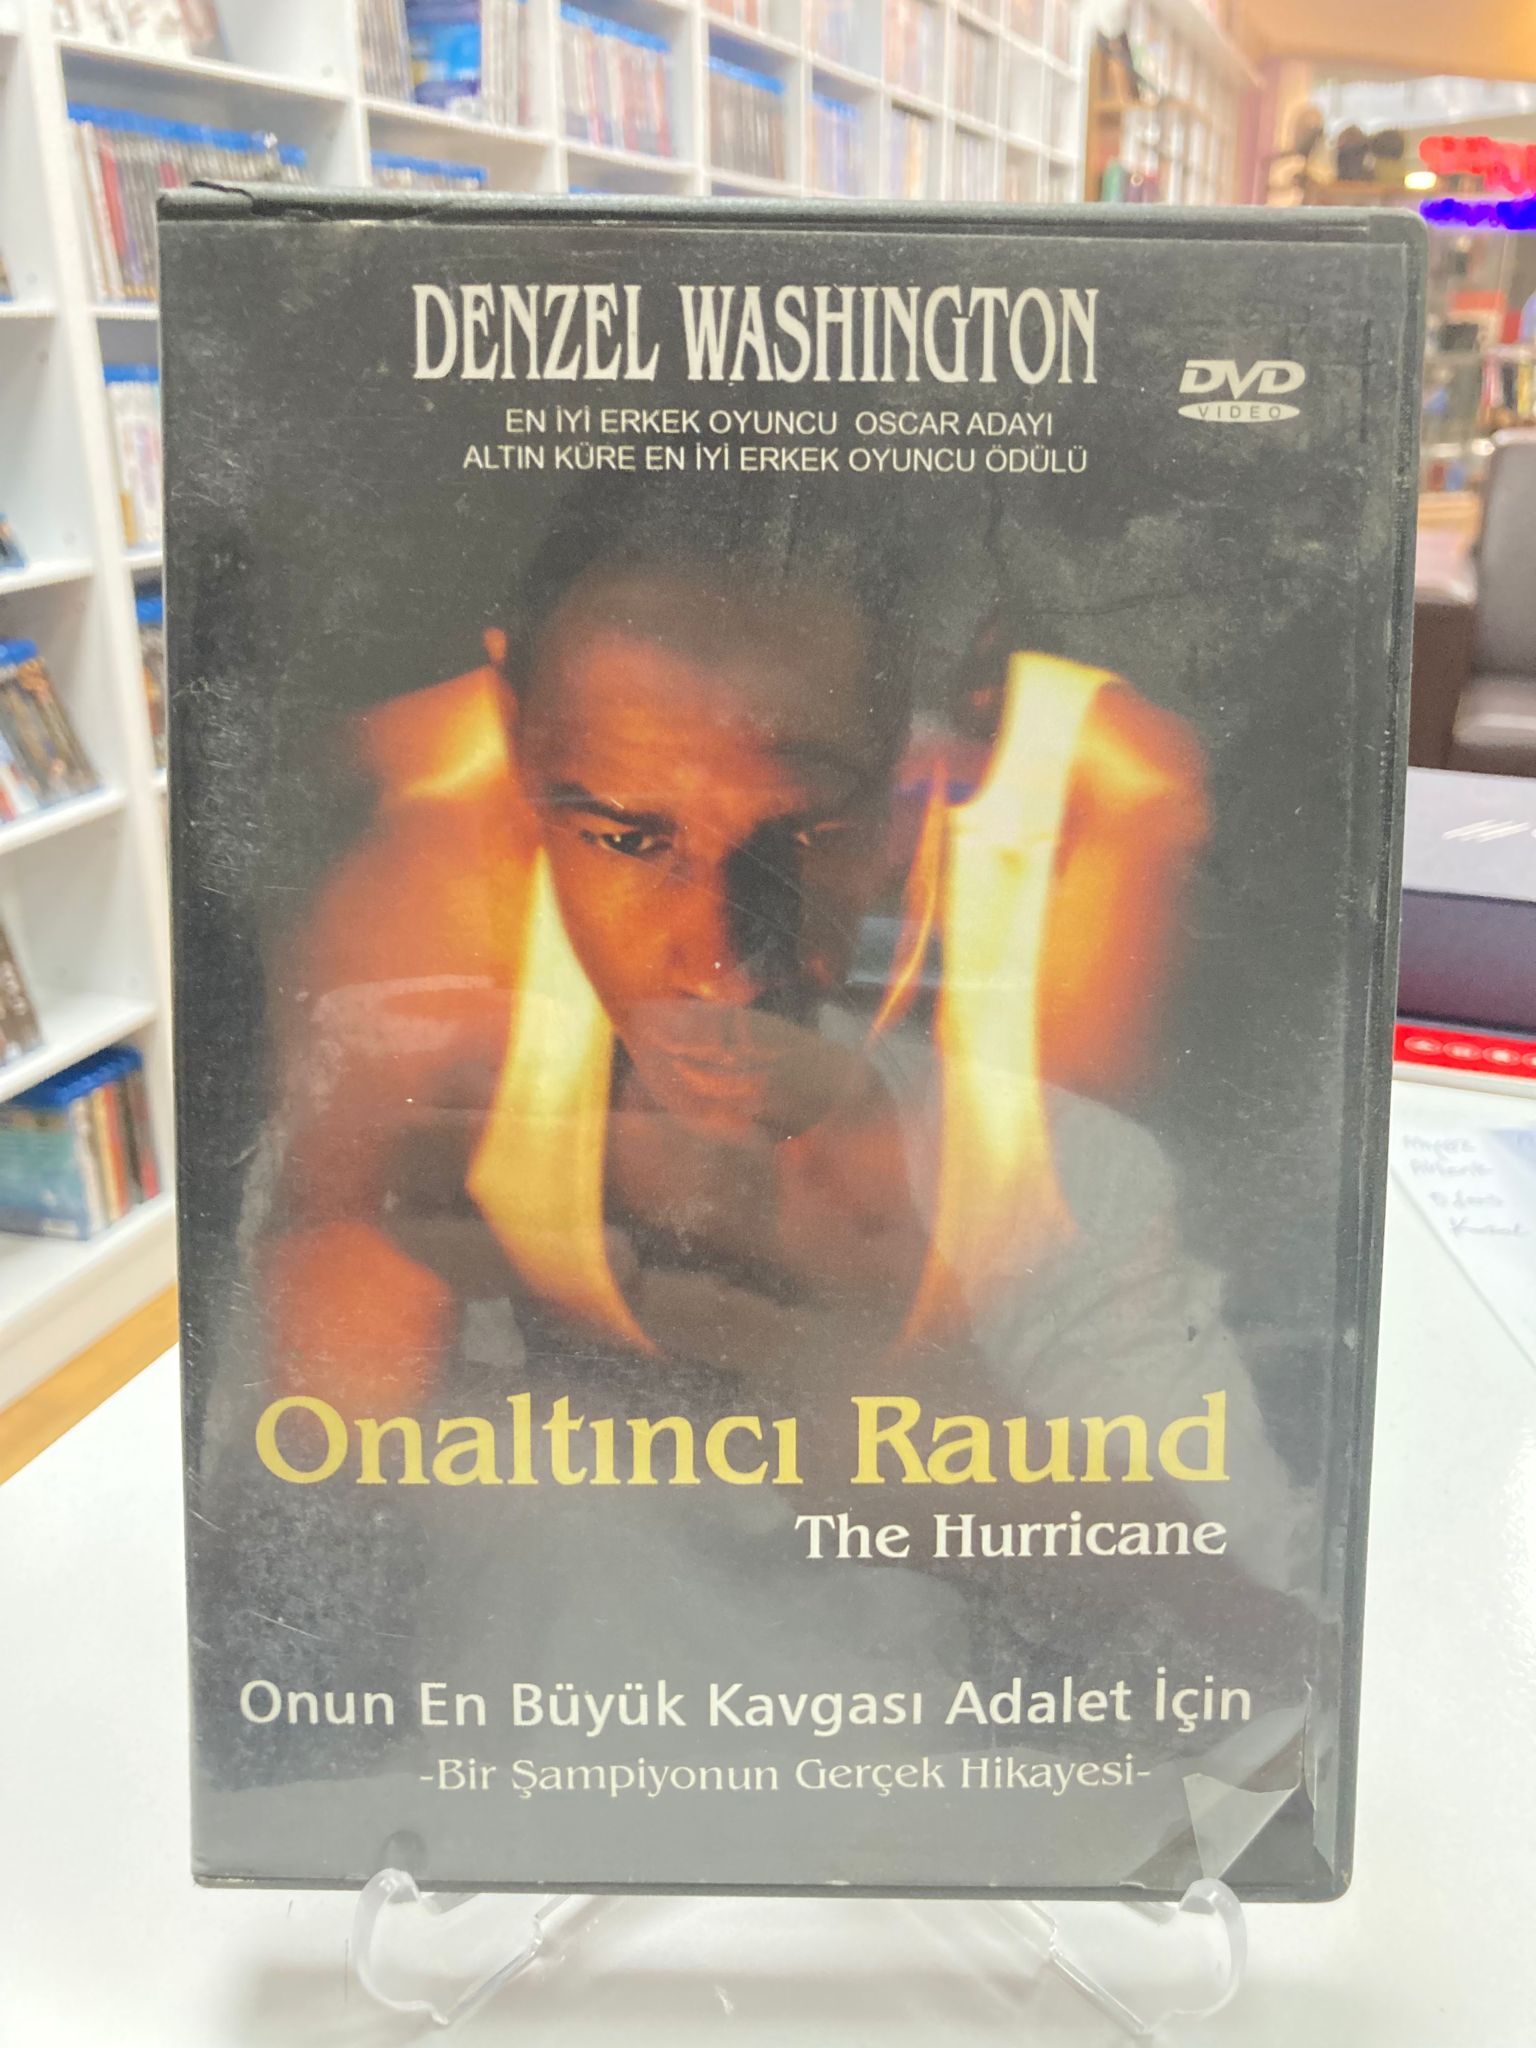 DENZEL WASHINGTON
DVD
VIDEO
EN İYİ ERKEK OYUNCU OSCAR ADAYI
ALTIN KÜRE EN İYİ ERKEK OYUNCU ÖDÜLÜ
Onaltıncı Raund
The Hurricane
Onun En Büyük Kavgası Adalet İçin
-Bir Şampiyonun Gerçek Hikayesi-